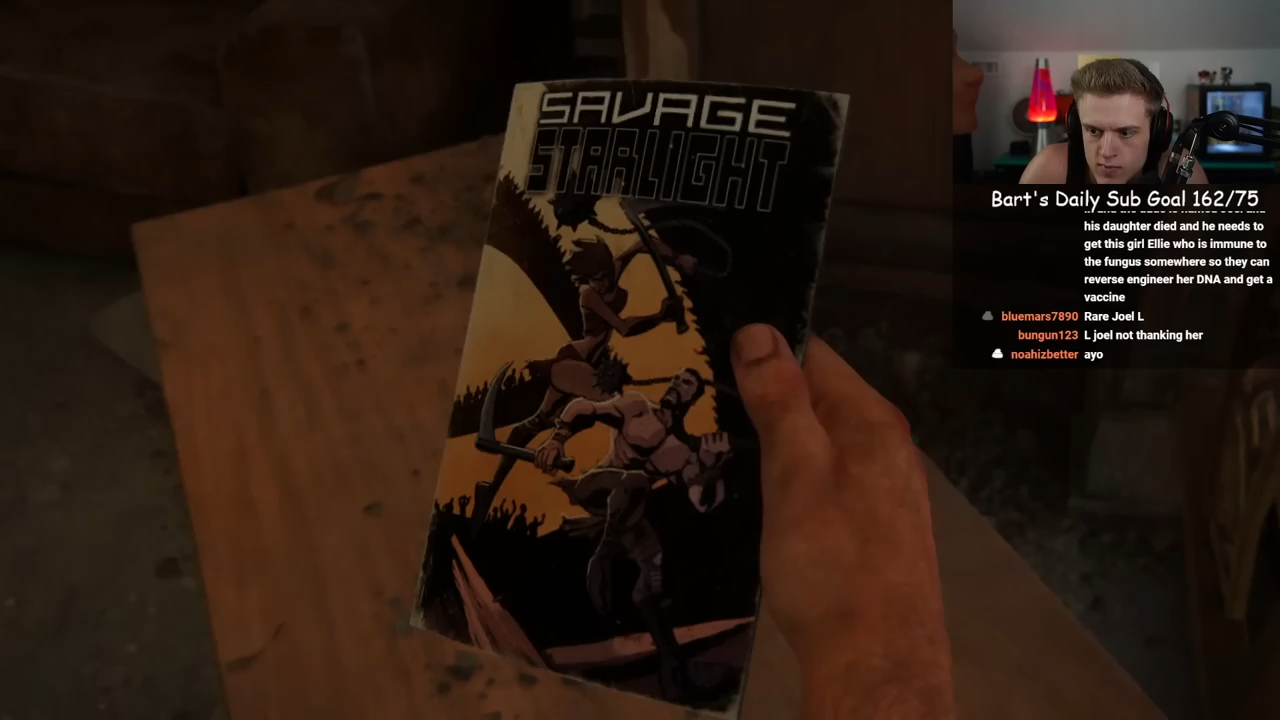 SAVAGE
STARLIGHT
Bart's Daily Sub Goal 162/75
his daughter died and he needs to
get this girl Ellie who is immune to
the fungus somewhere so they can
reverse engineer her DNA and get a
vaccine
bluemars7890 Rare Joel L
bungun123 L joel not thanking her
noahizbetter ayo